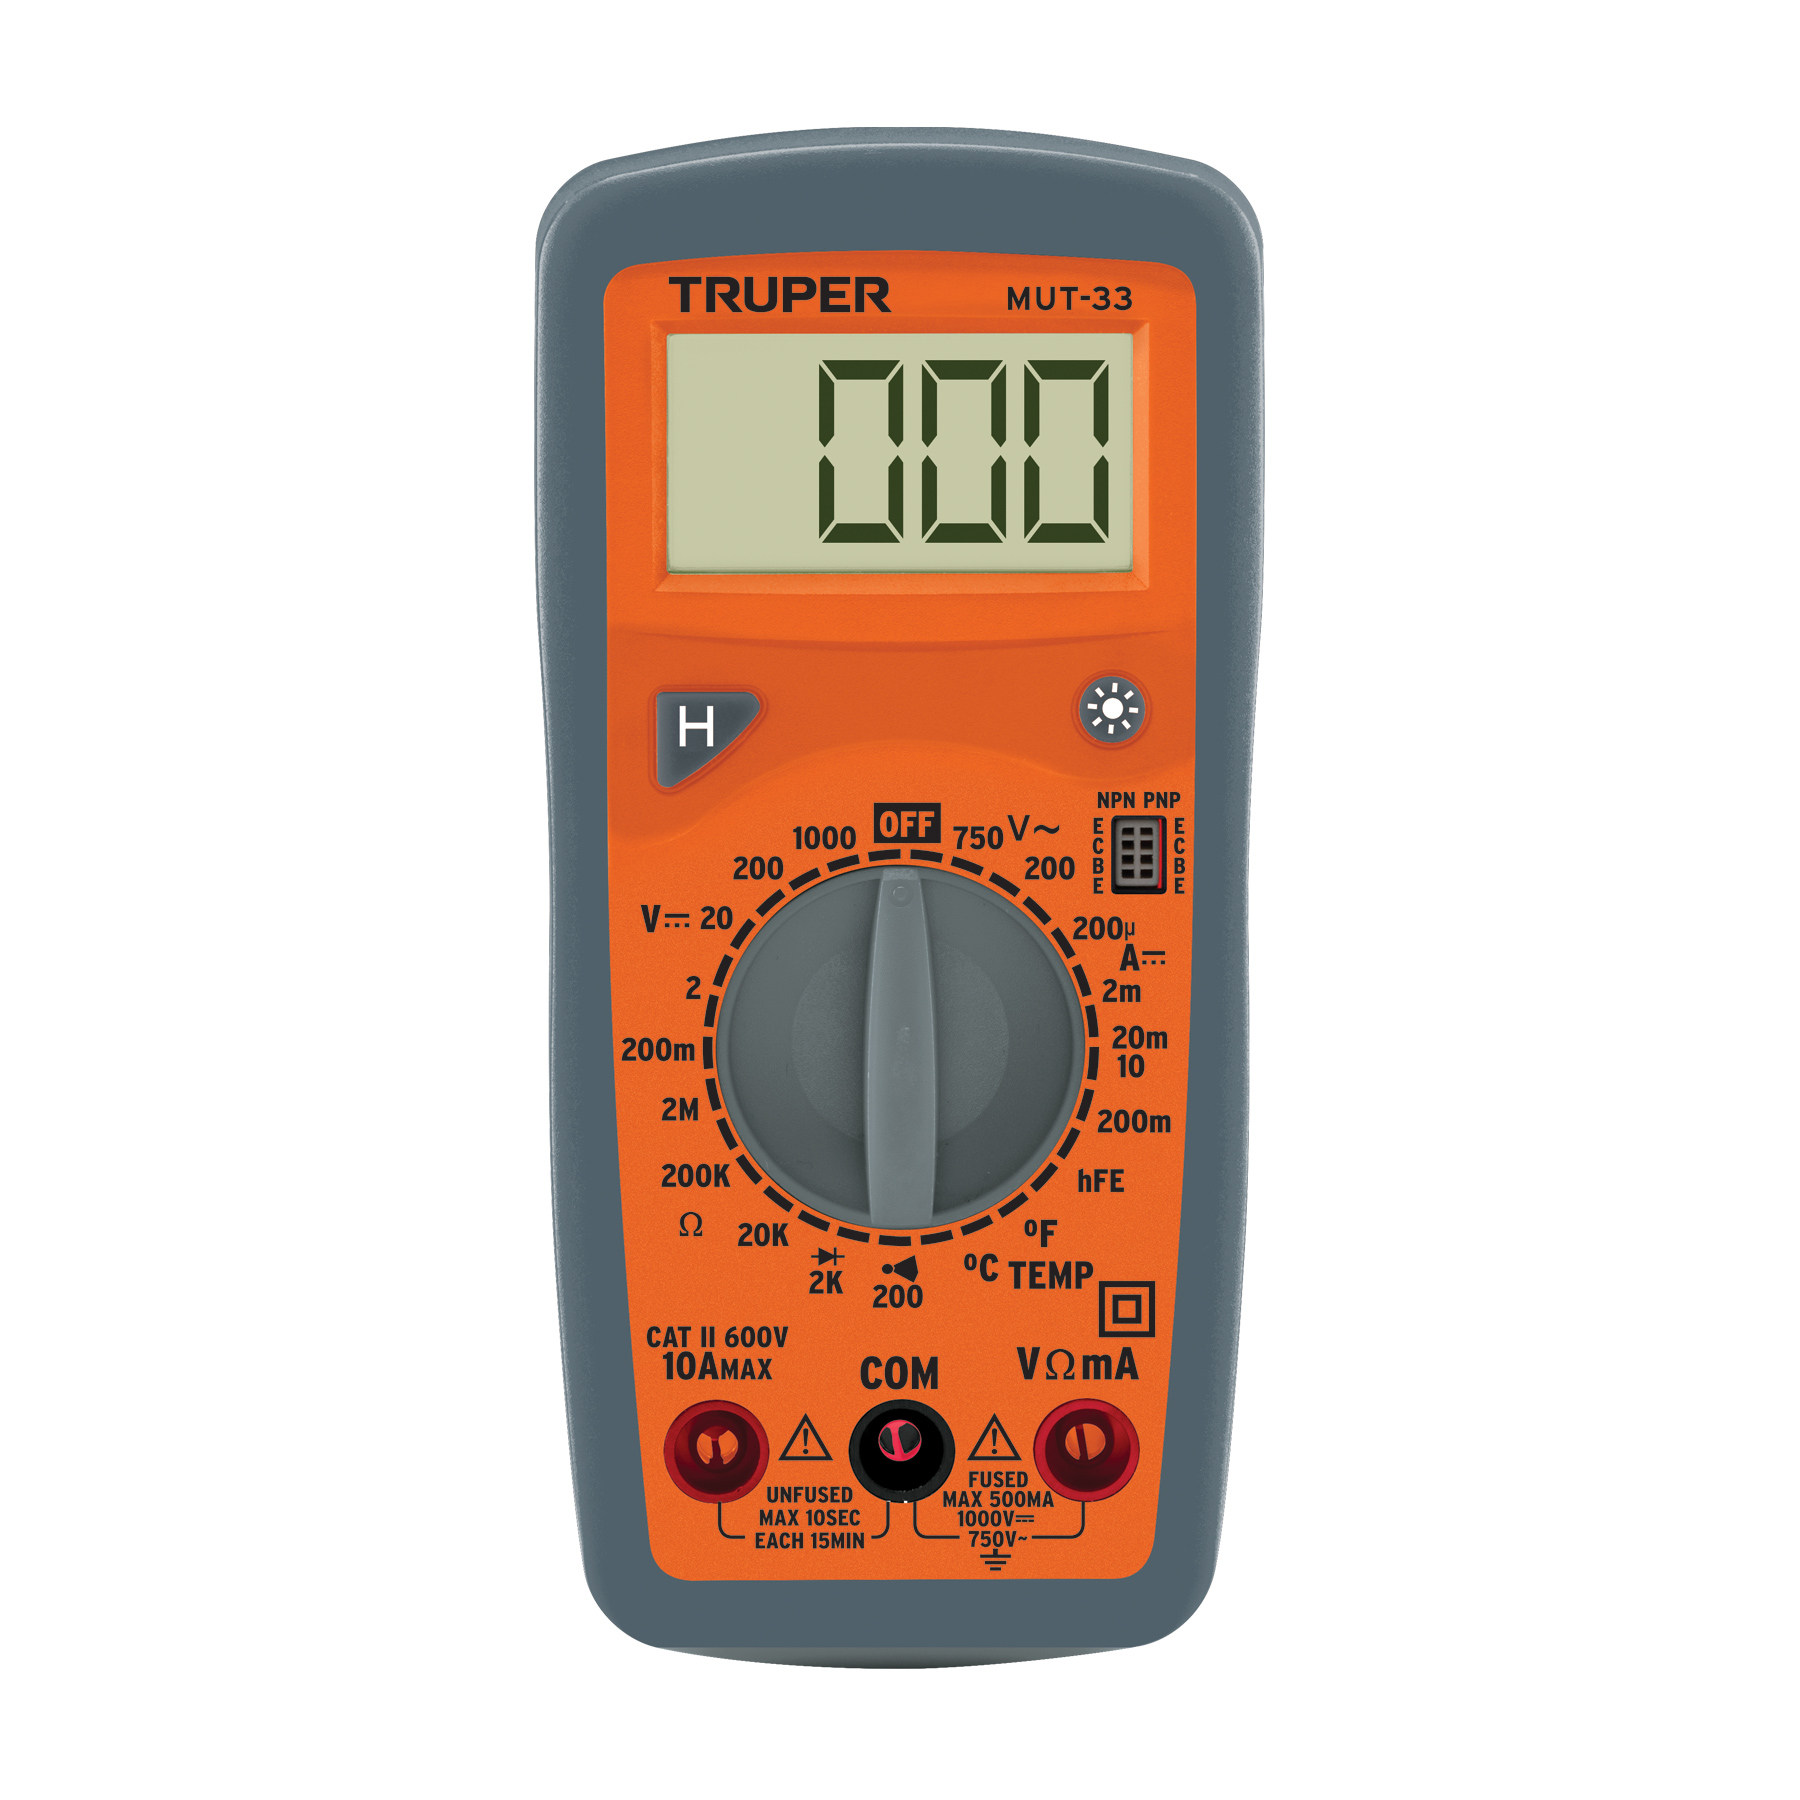 TRUPER MUT-33
000
H
NPN PNP
E E
C C
B B
E E
OFF
1000
750 V~
200
200
V⎓ 20
200µ
A⎓
2
2m
200m
20m
10
2M
200m
200K
hFE
Ω
20K
°F
2K
200
°C TEMP
CAT II 600V
10AMAX
COM
VΩmA
UNFUSED
MAX 10SEC
EACH 15MIN
FUSED
MAX 500MA
1000V⎓
750V~